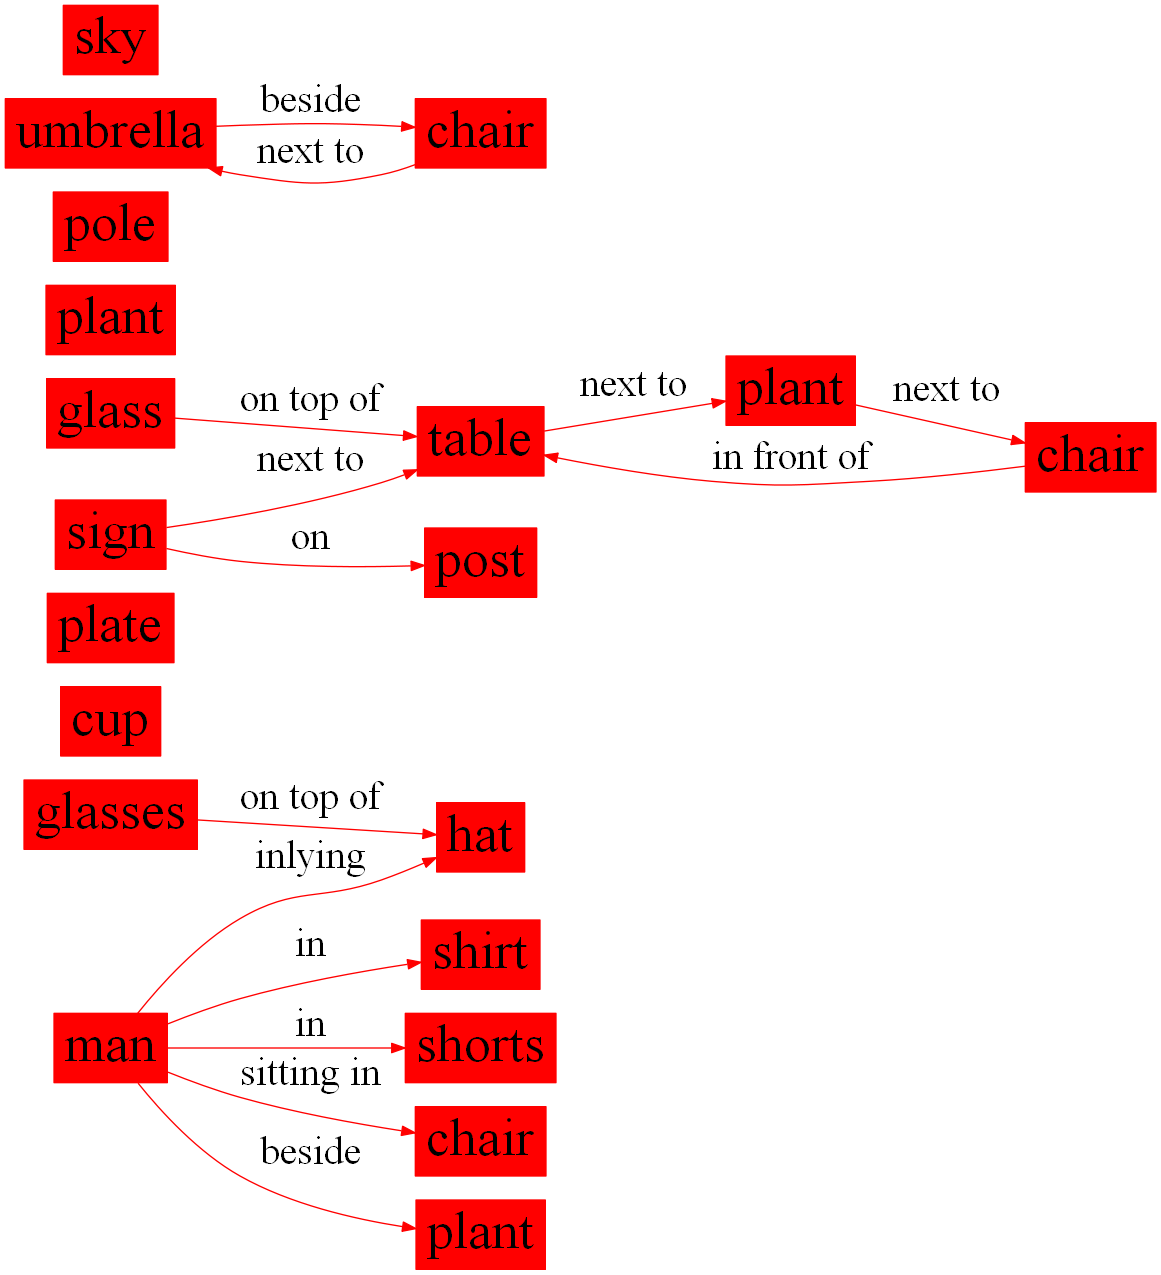 sky
umbrella
beside
next to
chair
pole
plant
glass
on top of
table
next to
plant
next to
chair
in front of
sign
next to
on
post
plate
cup
glasses
on top of
hat
inlying
man
in
shirt
in
shorts
sitting in
chair
beside
plant